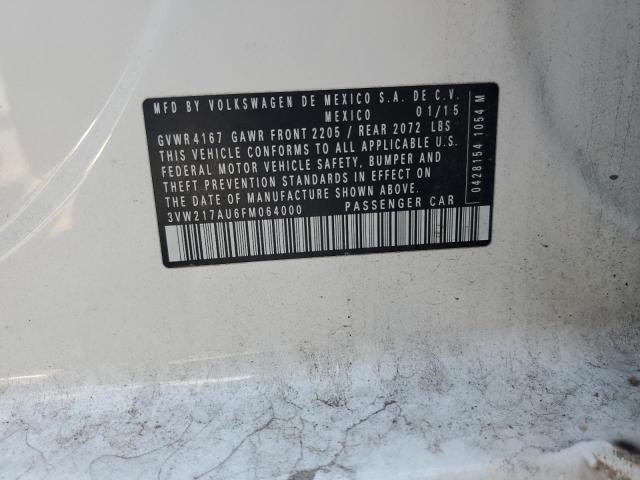 MFD BY VOLKSWAGEN DE MEXICO S.A. DE C.V.
MEXICO 01/15
GVWR 4167 GAWR FRONT 2205 / REAR 2072 LBS
THIS VEHICLE CONFORMS TO ALL APPLICABLE U.S.
FEDERAL MOTOR VEHICLE SAFETY, BUMPER AND
THEFT PREVENTION STANDARDS IN EFFECT ON
THE DATE OF MANUFACTURE SHOWN ABOVE.
3VW217AU6FM064000 PASSENGER CAR
0428154 1054 M